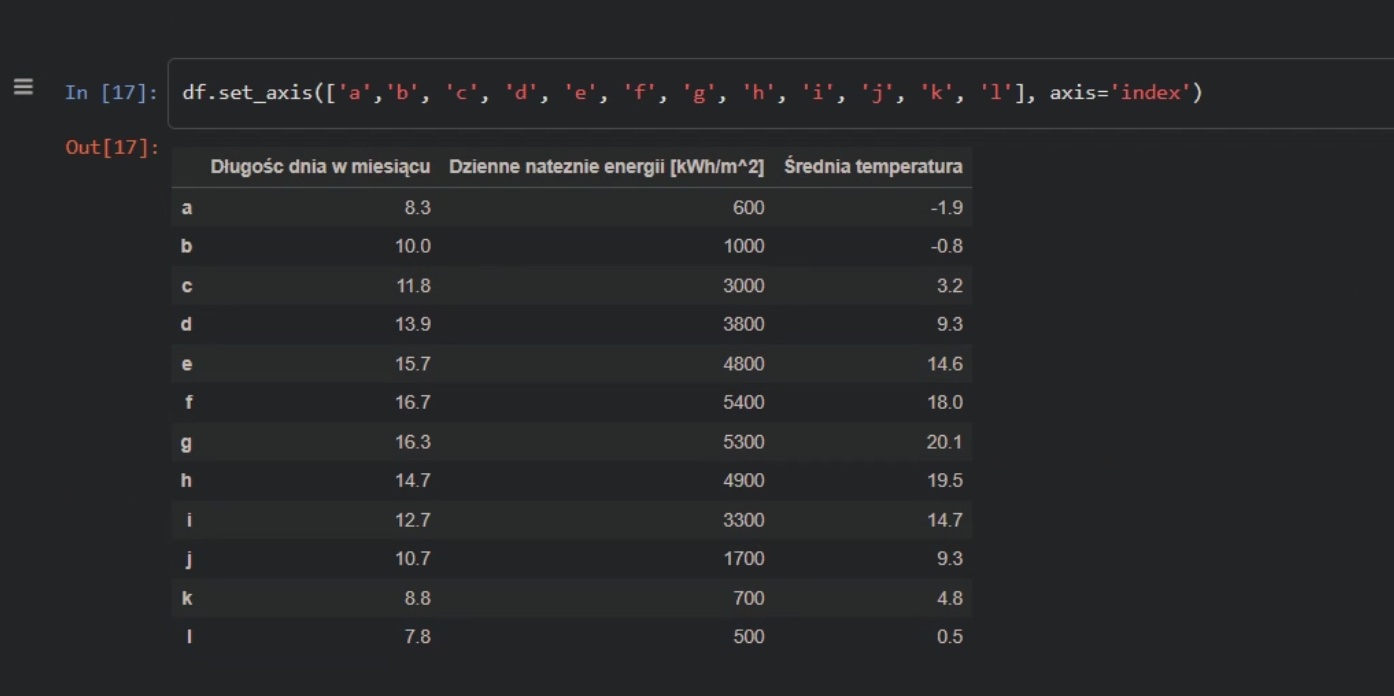 In [17]: df.set_axis(['a','b', 'c', 'd', 'e', 'f', 'g', 'h', 'i', 'j', 'k', 'l'], axis='index')
Out[17]:
Długośc dnia w miesiącu Dzienne nateznie energii [kWh/m^2] Średnia temperatura
a 8.3 600 -1.9
b 10.0 1000 -0.8
c 11.8 3000 3.2
d 13.9 3800 9.3
e 15.7 4800 14.6
f 16.7 5400 18.0
g 16.3 5300 20.1
h 14.7 4900 19.5
i 12.7 3300 14.7
j 10.7 1700 9.3
k 8.8 700 4.8
l 7.8 500 0.5